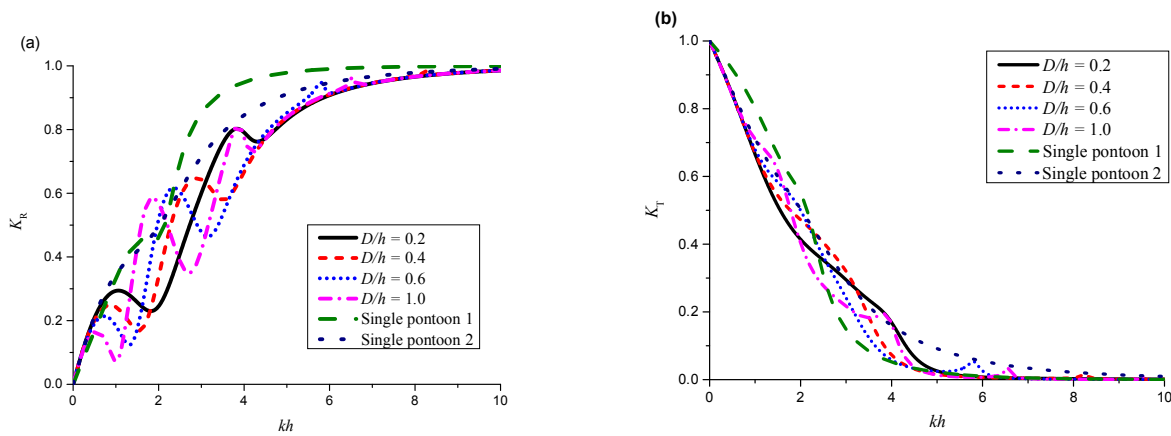 (a)
1.0
0.8
0.6
0.4
0.2
0.0
K_R
0
2
4
6
8
10
kh
D/h = 0.2
D/h = 0.4
D/h = 0.6
D/h = 1.0
Single pontoon 1
Single pontoon 2
(b)
1.0
0.8
0.6
0.4
0.2
0.0
K_T
0
2
4
6
8
10
kh
D/h = 0.2
D/h = 0.4
D/h = 0.6
D/h = 1.0
Single pontoon 1
Single pontoon 2